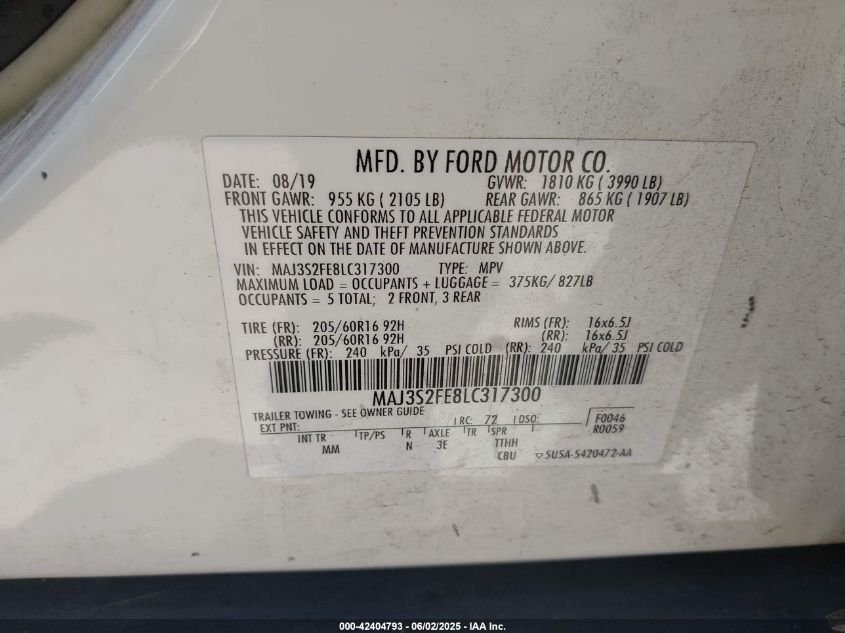 MFD. BY FORD MOTOR CO.
DATE: 08/19 GVWR: 1810 KG ( 3990 LB)
FRONT GAWR: 955 KG ( 2105 LB) REAR GAWR: 865 KG ( 1907 LB)
THIS VEHICLE CONFORMS TO ALL APPLICABLE FEDERAL MOTOR
VEHICLE SAFETY AND THEFT PREVENTION STANDARDS
IN EFFECT ON THE DATE OF MANUFACTURE SHOWN ABOVE.
VIN: MAJ3S2FE8LC317300 TYPE: MPV
MAXIMUM LOAD = OCCUPANTS + LUGGAGE = 375KG/ 827LB
OCCUPANTS = 5 TOTAL; 2 FRONT, 3 REAR
TIRE (FR): 205/60R16 92H RIMS (FR): 16x6.5J
(RR): 205/60R16 92H (RR): 16x6.5J
PRESSURE (FR): 240 kPa/ 35 PSI COLD (RR): 240 kPa/ 35 PSI COLD
MAJ3S2FE8LC317300
TRAILER TOWING - SEE OWNER GUIDE
EXT PNT: RC: 72 DSO: F0046
R0059
INT TR TP/PS R AXLE TR SPR
MM N 3E TTHH
CBU 5U5A-5420472-AA
000-42404793 - 06/02/2025 - IAA Inc.